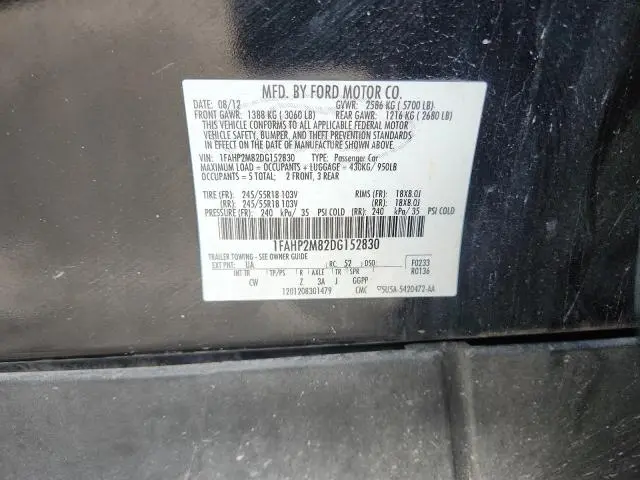 MFD. BY FORD MOTOR CO.
DATE: 08/12 GVWR: 2586 KG ( 5700 LB)
FRONT GAWR: 1388 KG ( 3060 LB) REAR GAWR: 1216 KG ( 2680 LB)
THIS VEHICLE CONFORMS TO ALL APPLICABLE FEDERAL MOTOR
VEHICLE SAFETY, BUMPER, AND THEFT PREVENTION STANDARDS
IN EFFECT ON THE DATE OF MANUFACTURE SHOWN ABOVE.
VIN: 1FAHP2M82DG152830 TYPE: Passenger Car
MAXIMUM LOAD = OCCUPANTS + LUGGAGE = 430KG/ 950LB
OCCUPANTS = 5 TOTAL; 2 FRONT, 3 REAR
TIRE (FR): 245/55R18 103V RIMS (FR): 18X8.0J
(RR): 245/55R18 103V (RR): 18X8.0J
PRESSURE (FR): 240 kPa/ 35 PSI COLD (RR): 240 kPa/ 35 PSI COLD
1FAHP2M82DG152830
TRAILER TOWING - SEE OWNER GUIDE
EXT PNT: UA RC: 52 DSO: F0233
INT TR TP/PS R AXLE TR SPR R0136
CW Z 3A J GGPP
1201208301479 CMC 5U5A-5420472-AA